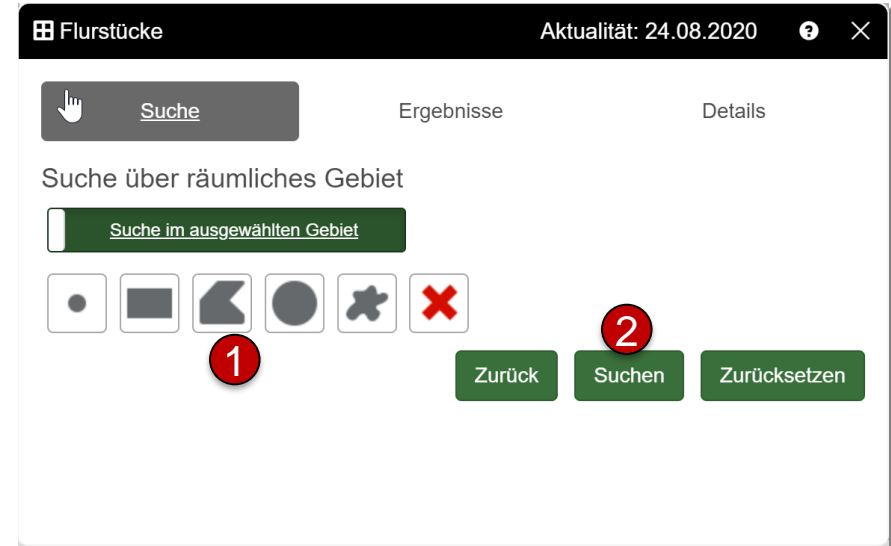 Flurstücke Aktualität: 24.08.2020 ?
Suche Ergebnisse Details
Suche über räumliches Gebiet
Suche im ausgewählten Gebiet
1
2
Zurück Suchen Zurücksetzen